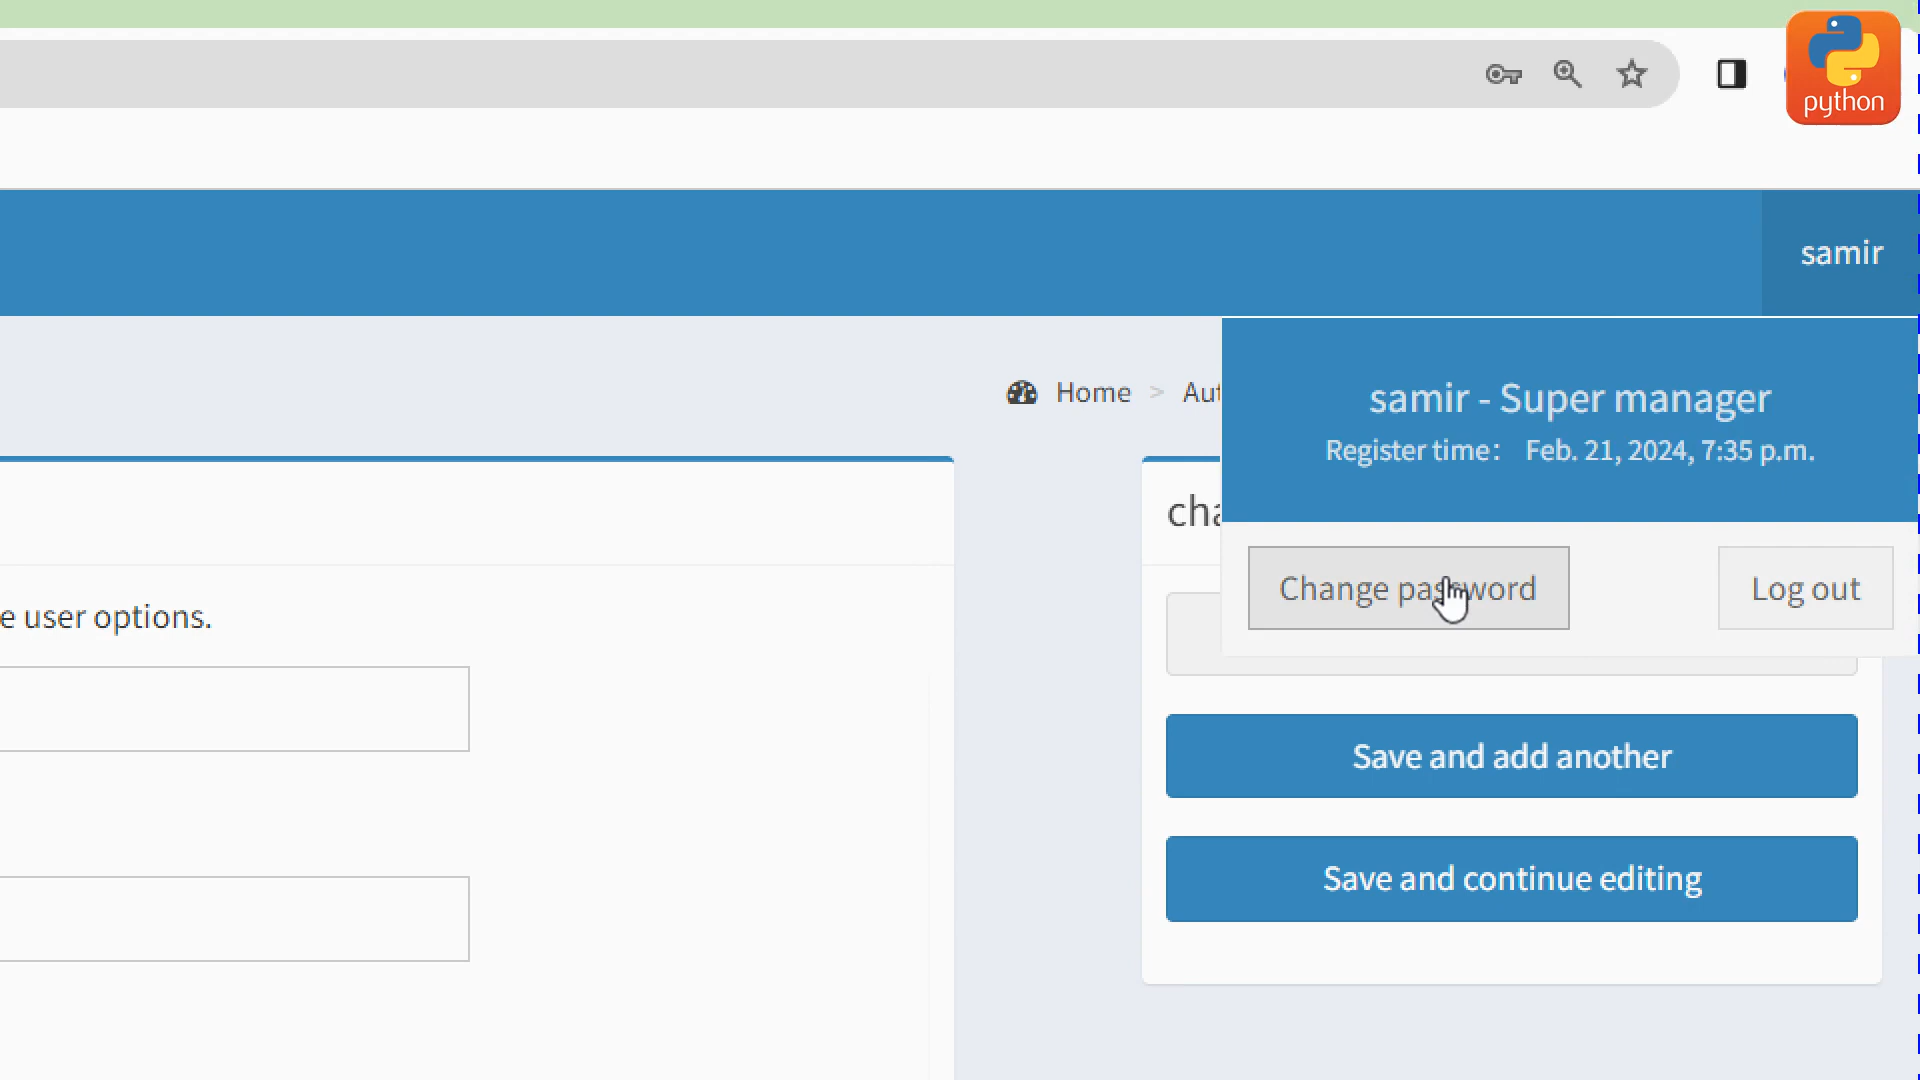 python
samir
Home > Aut
samir - Super manager
Register time: Feb. 21, 2024, 7:35 p.m.
cha
Change password
Log out
e user options.
Save and add another
Save and continue editing